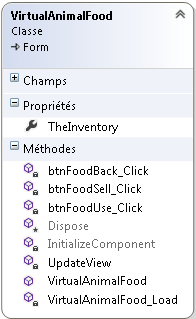 VirtualAnimalFood
Classe
Form
Champs
Propriétés
TheInventory
Méthodes
btnFoodBack_Click
btnFoodSell_Click
btnFoodUse_Click
Dispose
InitializeComponent
UpdateView
VirtualAnimalFood
VirtualAnimalFood_Load